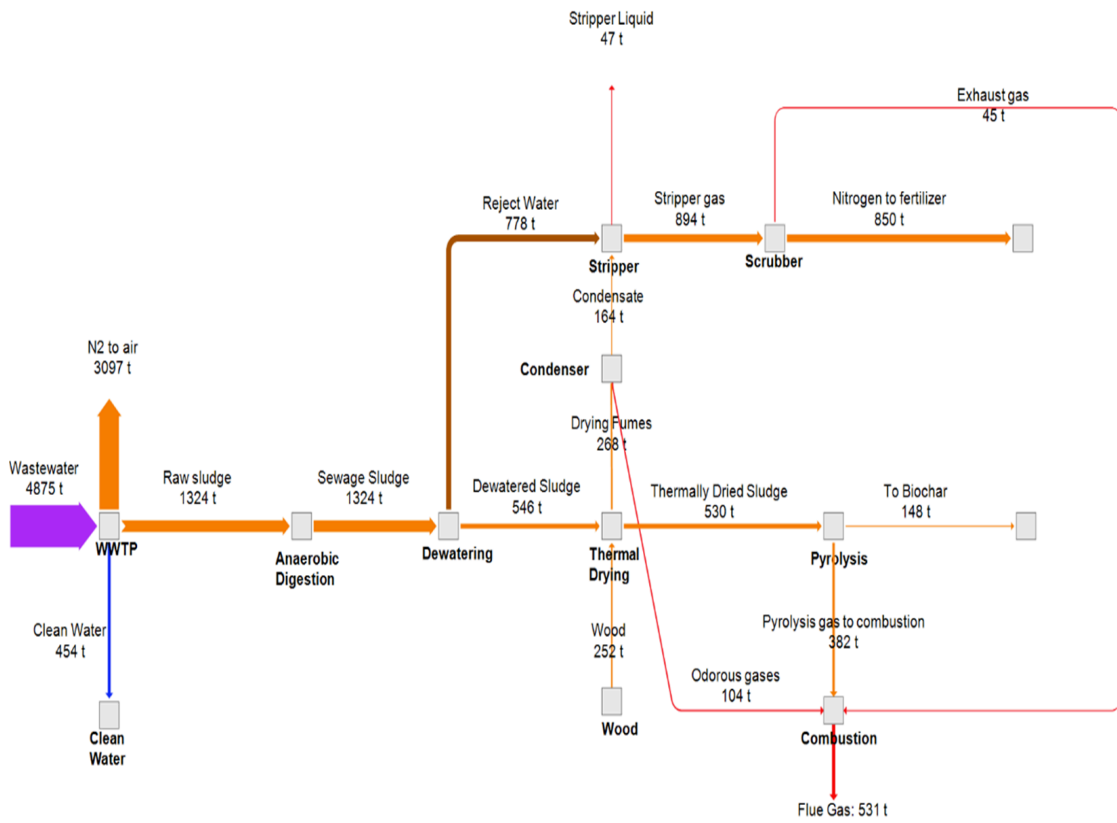 Stripper Liquid
47 t
Exhaust gas
45 t
Reject Water
778 t
Stripper gas
894 t
Nitrogen to fertilizer
850 t
Stripper
Scrubber
Condensate
164 t
N2 to air
3097 t
Condenser
Drying Fumes
268 t
Wastewater
4875 t
Raw sludge
1324 t
Sewage Sludge
1324 t
Dewatered Sludge
546 t
Thermally Dried Sludge
530 t
To Biochar
148 t
WWTP
Anaerobic
Digestion
Dewatering
Thermal
Drying
Pyrolysis
Clean Water
454 t
Wood
252 t
Pyrolysis gas to combustion
382 t
Odorous gases
104 t
Clean
Water
Wood
Combustion
Flue Gas: 531 t